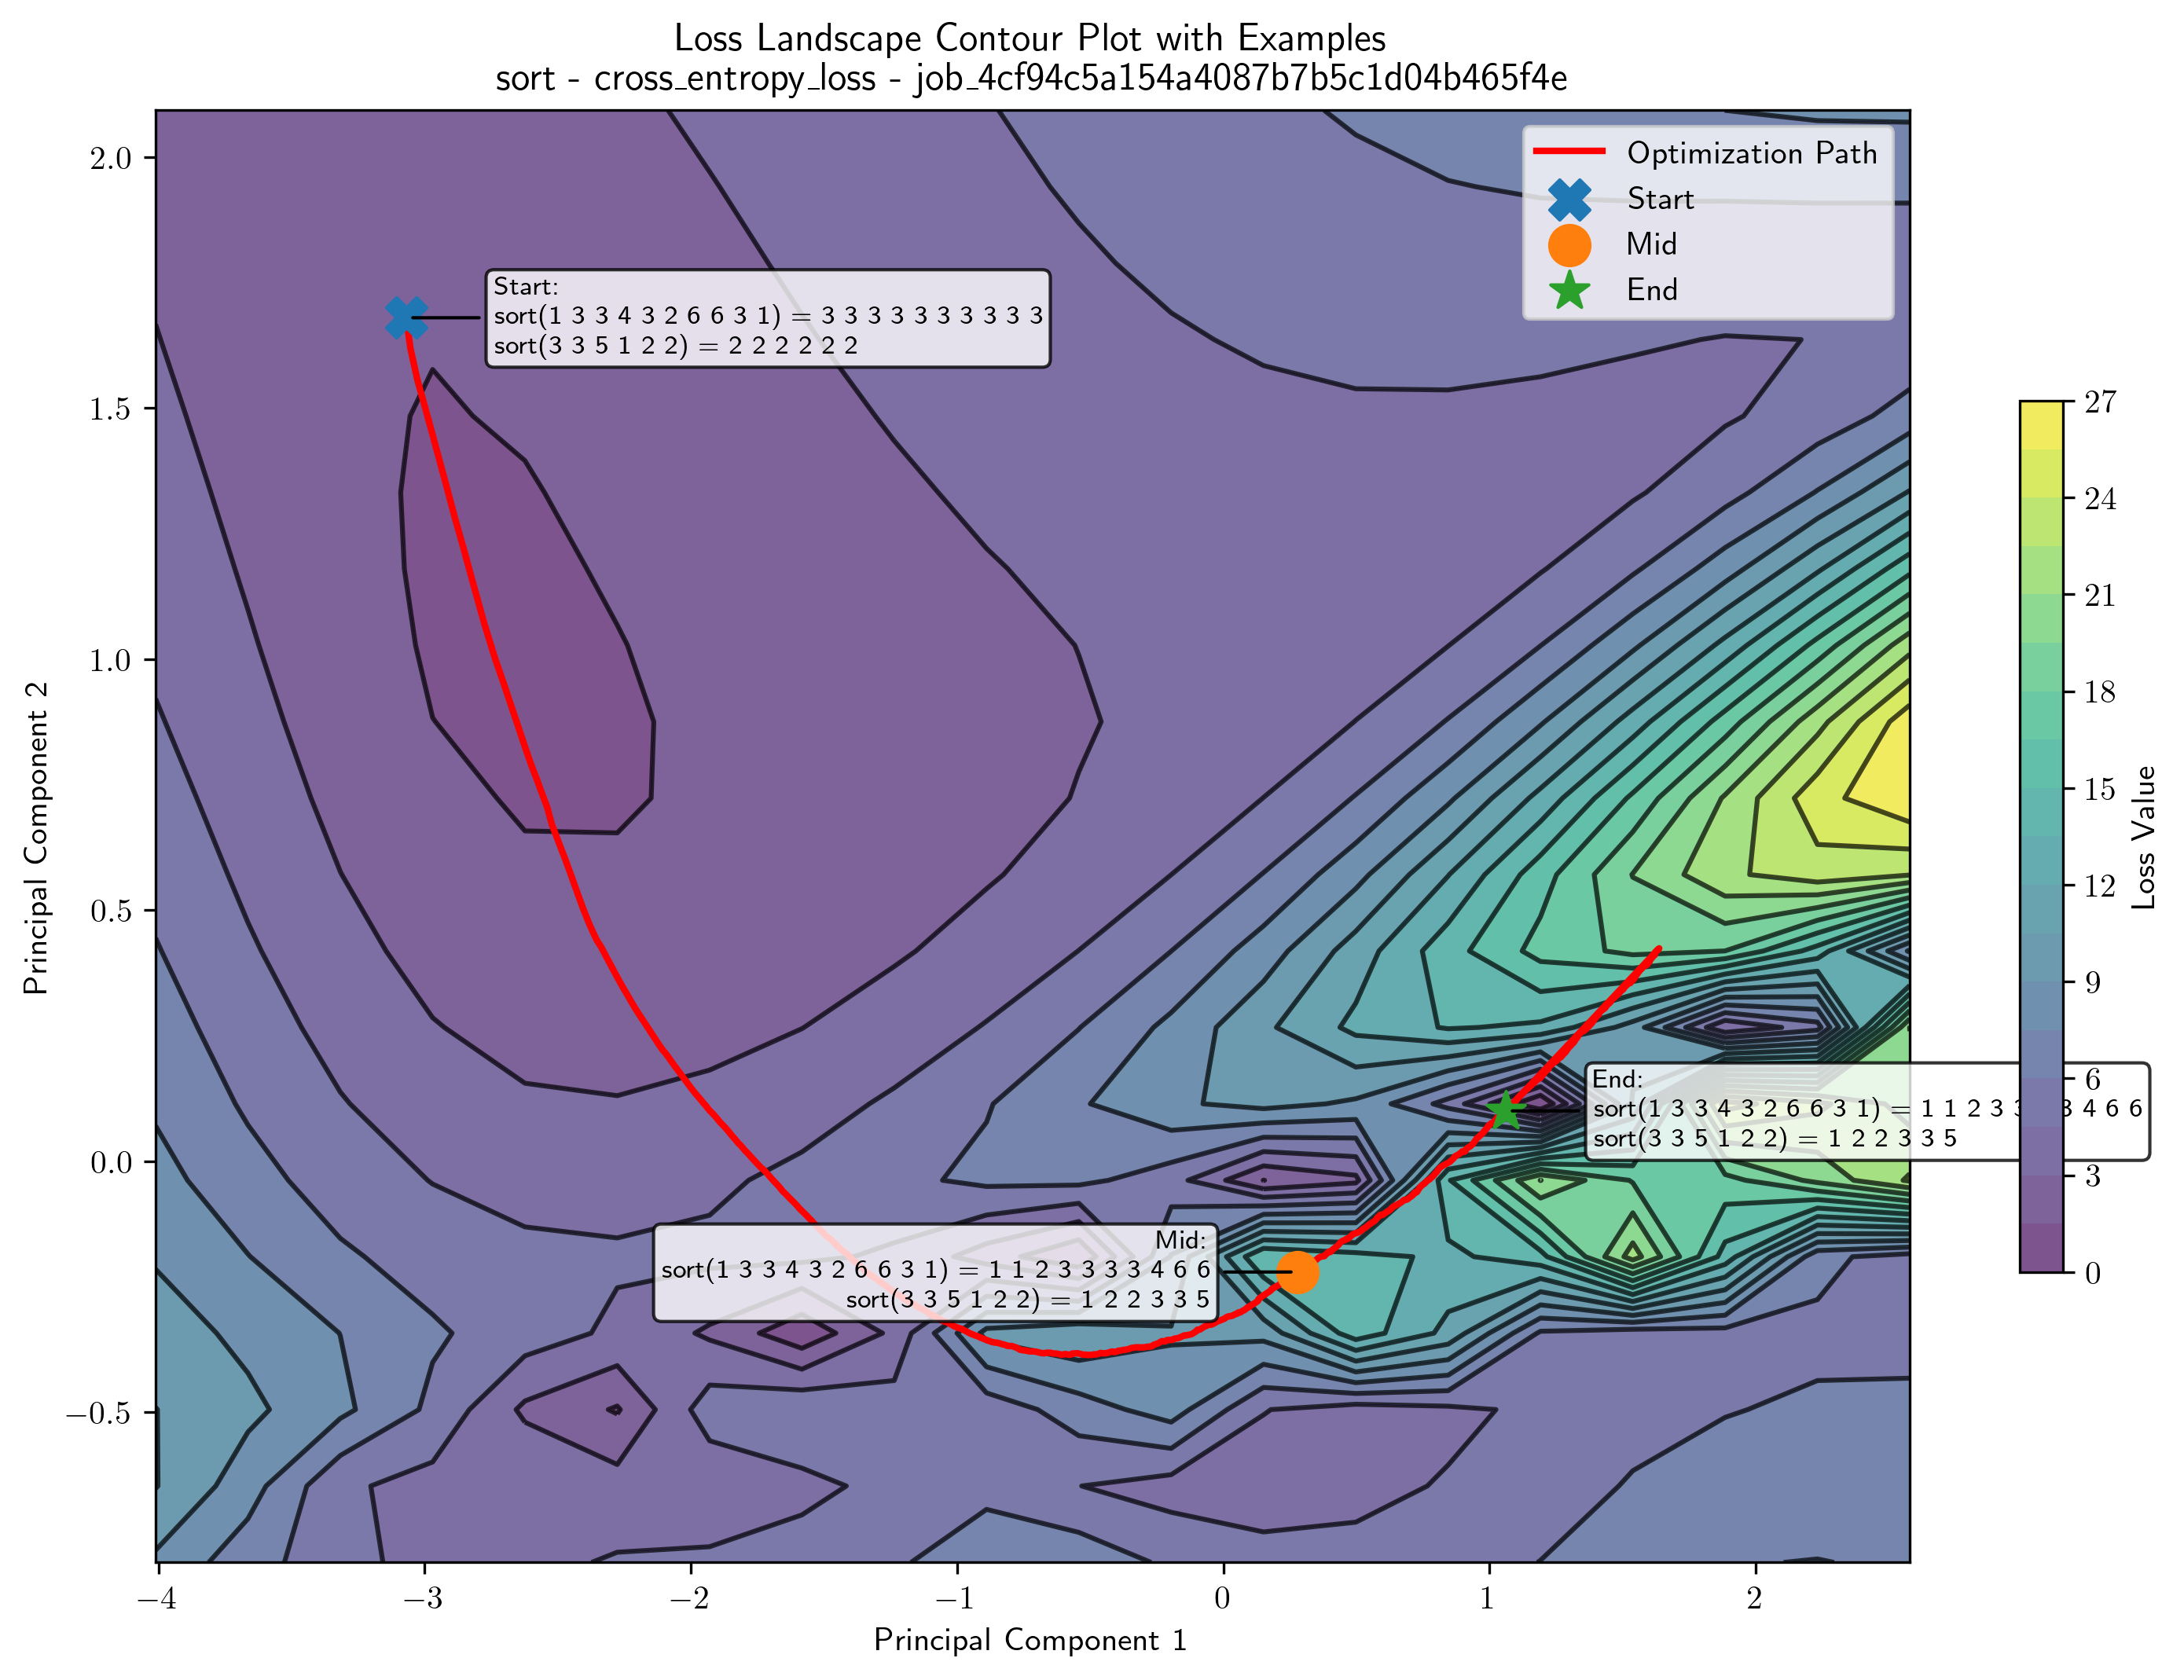 Loss Landscape Contour Plot with Examples
sort - cross_entropy_loss - job_4cf94c5a154a4087b7b5c1d04b465f4e
Optimization Path
Start
Mid
End
Start:
sort(1 3 3 4 3 2 6 6 3 1) = 3 3 3 3 3 3 3 3 3 3
sort(3 3 5 1 2 2) = 2 2 2 2 2 2
Mid:
sort(1 3 3 4 3 2 6 6 3 1) = 1 1 2 3 3 3 3 4 6 6
sort(3 3 5 1 2 2) = 1 2 2 3 3 5
End:
sort(1 3 3 4 3 2 6 6 3 1) = 1 1 2 3 3 3 4 6 6
sort(3 3 5 1 2 2) = 1 2 2 3 3 5
2.0
1.5
1.0
0.5
0.0
−0.5
Principal Component 2
−4
−3
−2
−1
0
1
2
Principal Component 1
27
24
21
18
15
12
9
6
3
0
Loss Value